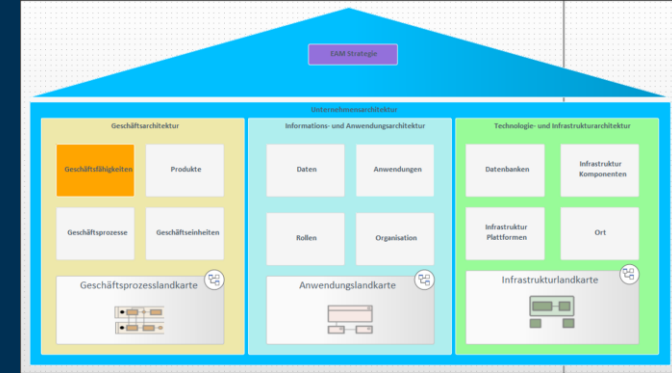 EAM Strategie
Unternehmensarchitektur
Geschäftsarchitektur
Geschäftsfähigkeiten
Produkte
Geschäftsprozesse
Geschäftseinheiten
Geschäftsprozesslandkarte
Informations- und Anwendungsarchitektur
Daten
Anwendungen
Rollen
Organisation
Anwendungslandkarte
Technologie- und Infrastrukturarchitektur
Datenbanken
Infrastruktur
Komponenten
Infrastruktur
Plattformen
Ort
Infrastrukturlandkarte